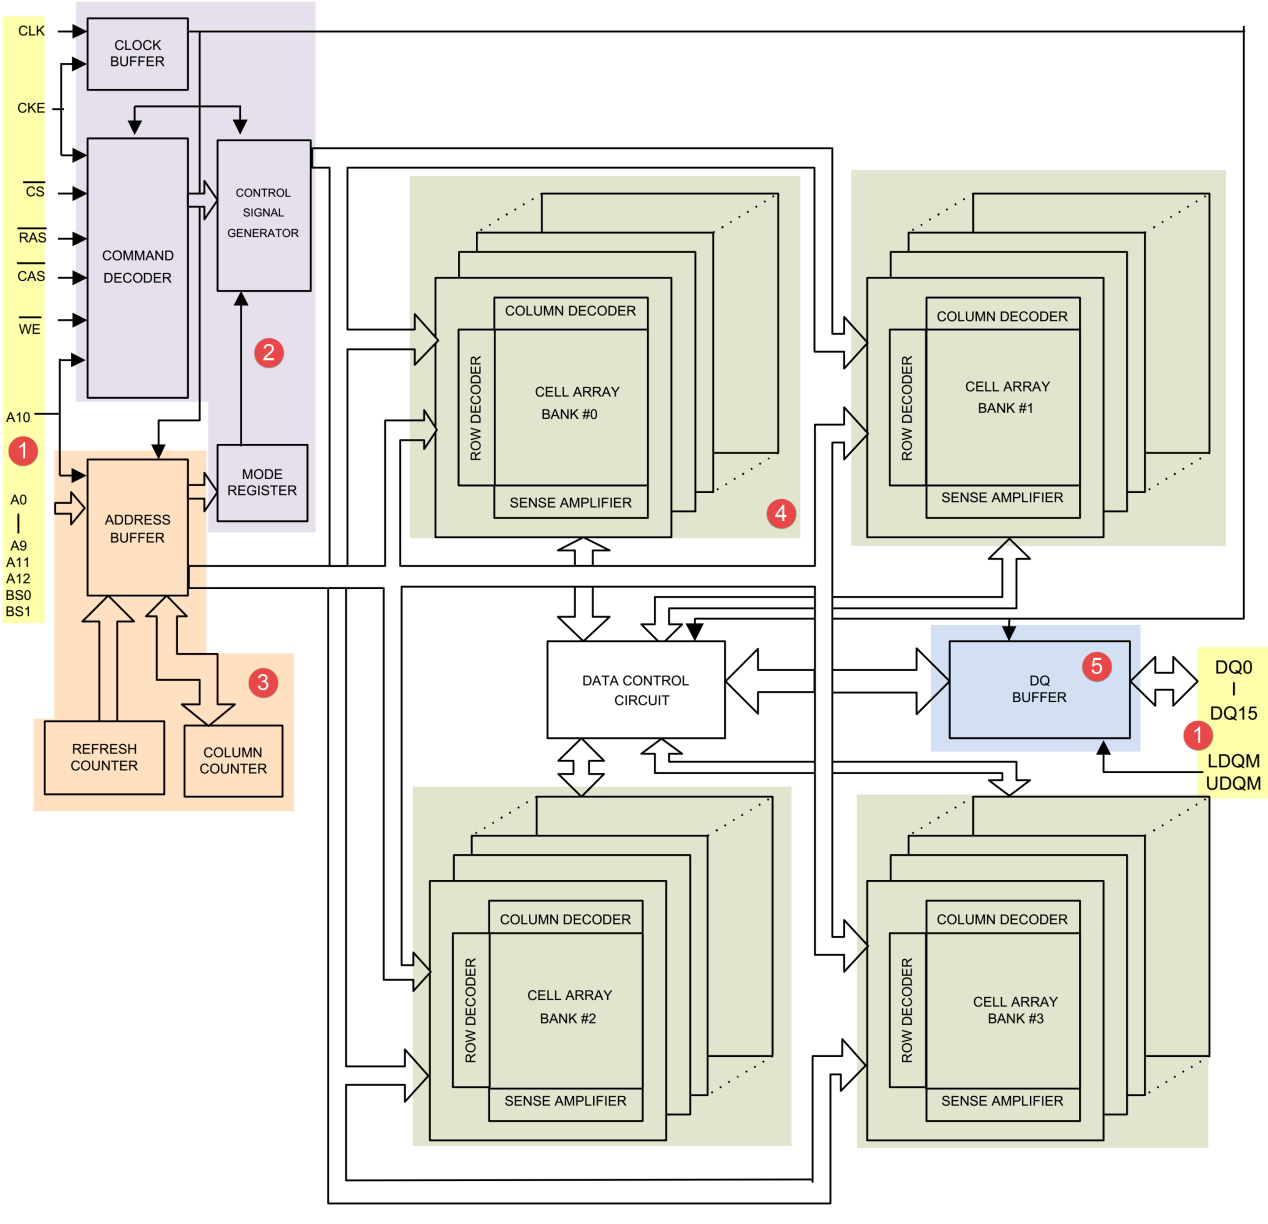 CLK
CLOCK
BUFFER
CKE
CS
RAS
CAS
WE
COMMAND
DECODER
CONTROL
SIGNAL
GENERATOR
2
A10
1
A0
A9
A11
A12
BS0
BS1
ADDRESS
BUFFER
MODE
REGISTER
3
REFRESH
COUNTER
COLUMN
COUNTER
COLUMN DECODER
ROW DECODER
CELL ARRAY
BANK #0
SENSE AMPLIFIER
4
COLUMN DECODER
ROW DECODER
CELL ARRAY
BANK #1
SENSE AMPLIFIER
DATA CONTROL
CIRCUIT
DQ
BUFFER
5
DQ0
DQ15
1
LDQM
UDQM
COLUMN DECODER
ROW DECODER
CELL ARRAY
BANK #2
SENSE AMPLIFIER
COLUMN DECODER
ROW DECODER
CELL ARRAY
BANK #3
SENSE AMPLIFIER